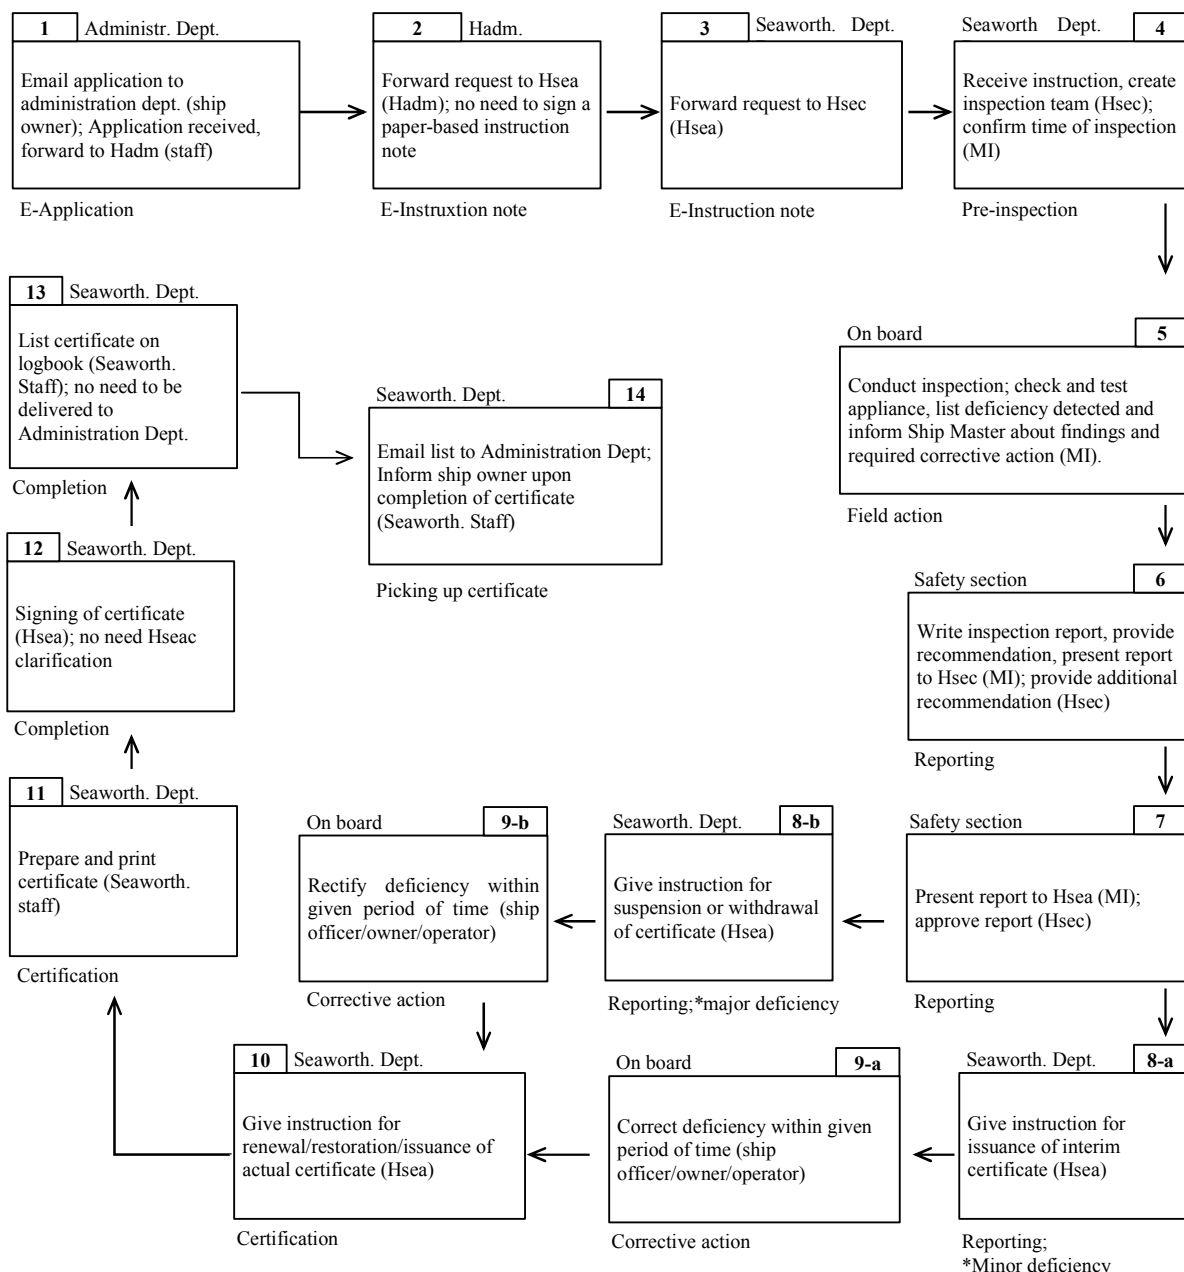 1 Administr. Dept.
Email application to
administration dept. (ship
owner); Application received,
forward to Hadm (staff)
E-Application
2 Hadm.
Forward request to Hsea
(Hadm); no need to sign a
paper-based instruction
note
E-Instruxtion note
3 Seaworth. Dept.
Forward request to Hsec
(Hsea)
E-Instruction note
Seaworth Dept. 4
Receive instruction, create
inspection team (Hsec);
confirm time of inspection
(MI)
Pre-inspection
On board 5
Conduct inspection; check and test
appliance, list deficiency detected and
inform Ship Master about findings and
required corrective action (MI).
Field action
Safety section 6
Write inspection report, provide
recommendation, present report
to Hsec (MI); provide additional
recommendation (Hsec)
Reporting
Safety section 7
Present report to Hsea (MI);
approve report (Hsec)
Reporting
Seaworth. Dept. 8-a
Give instruction for
issuance of interim
certificate (Hsea)
Reporting;
*Minor deficiency
Seaworth. Dept. 8-b
Give instruction for
suspension or withdrawal
of certificate (Hsea)
Reporting;*major deficiency
On board 9-a
Correct deficiency within given
period of time (ship
officer/owner/operator)
Corrective action
On board 9-b
Rectify deficiency within
given period of time (ship
officer/owner/operator)
Corrective action
10 Seaworth. Dept.
Give instruction for
renewal/restoration/issuance of
actual certificate (Hsea)
Certification
11 Seaworth. Dept.
Prepare and print
certificate (Seaworth.
staff)
Certification
12 Seaworth. Dept.
Signing of certificate
(Hsea); no need Hseac
clarification
Completion
13 Seaworth. Dept.
List certificate on
logbook (Seaworth.
Staff); no need to be
delivered to
Administration Dept.
Completion
Seaworth. Dept. 14
Email list to Administration Dept;
Inform ship owner upon
completion of certificate
(Seaworth. Staff)
Picking up certificate